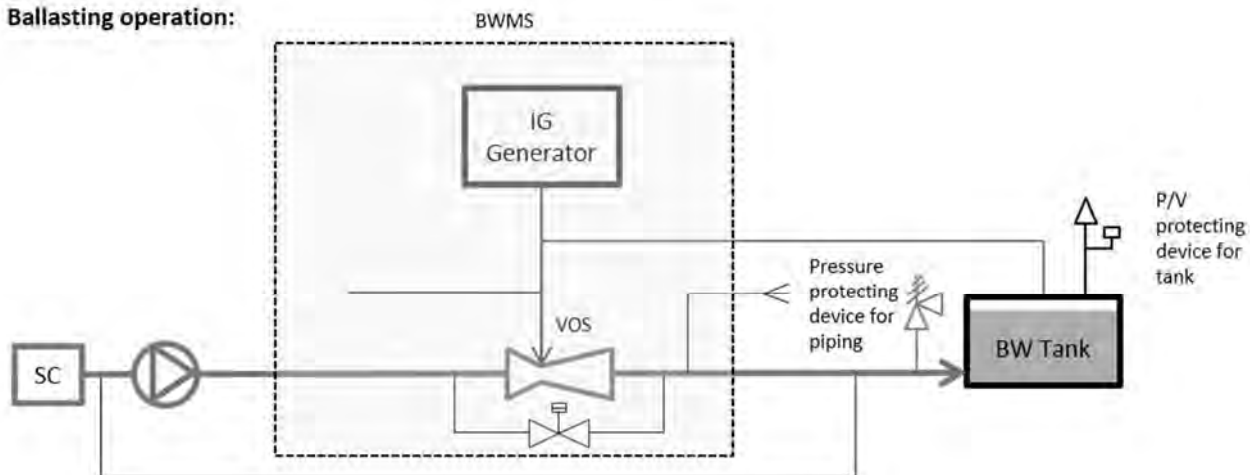 Ballasting operation:
BWMS
IG
Generator
P/V
protecting
device for
tank
Pressure
protecting
device for
piping
VOS
SC
BW Tank